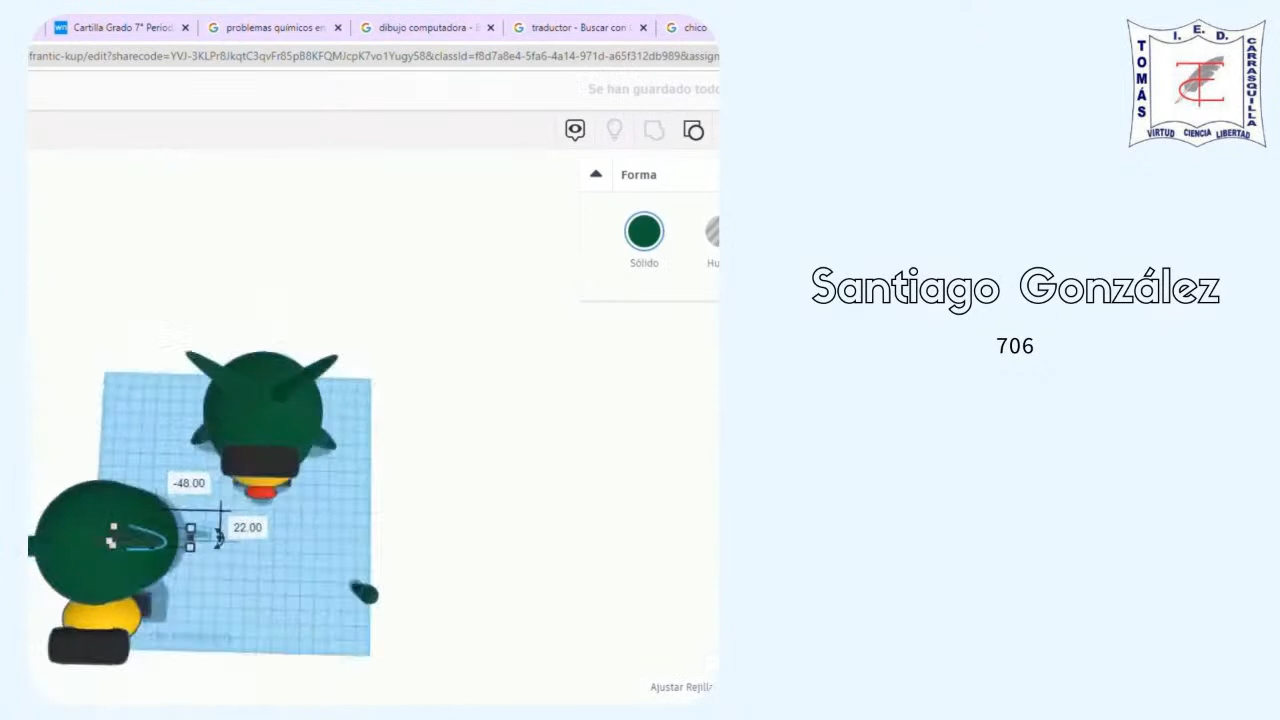 Cartilla Grado 7° Period
problemas químicos en
dibujo computadora - B
traductor - Buscar con G
chico
frantic-kup/edit?sharecode=YVJ-3KLPr8JkqtC3qvFr85pB8KFQMJcpK7vo1Yugy58&classId=f8d7a8e4-5fa6-4a14-971d-a65f312db989&assign
Se han guardado todo
Forma
Sólido
Hu
-48.00
22.00
Ajustar Rejill
I. E. D.
TOMÁS
CARRASQUILLA
VIRTUD CIENCIA LIBERTAD
Santiago González
706